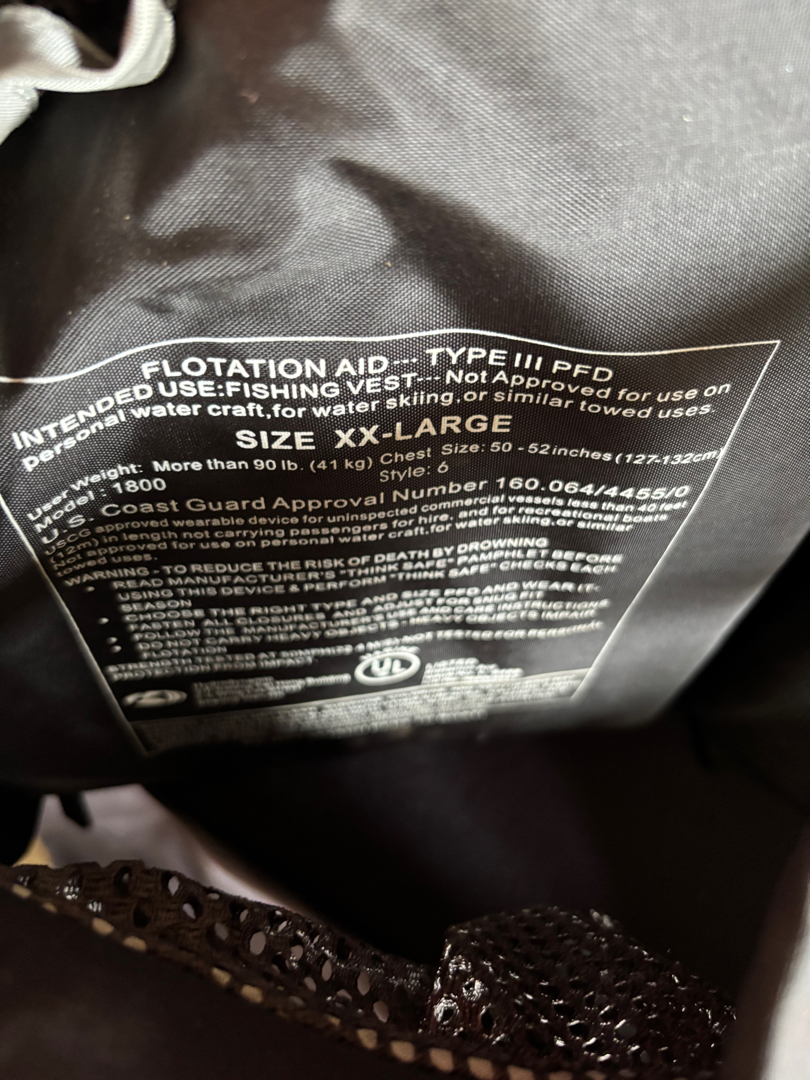 FLOTATION AID--- TYPE III PFD
INTENDED USE:FISHING VEST---Not Approved for use on
personal water craft,for water skiing,or similar towed uses.
SIZE XX-LARGE
User Weight: More than 90 lb. (41 kg) Chest Size: 50 - 52inches (127-132cm)
Model : 1800 Style: 6
U.S. Coast Guard Approval Number 160.064/4455/0
USCG approved wearable device for uninspected commercial vessels less than 40 feet
(12m) in length not carrying passengers for hire, and for recreational boats
Not approved for use on personal water craft,for water skiing,or similar
towed uses.
WARNING - TO REDUCE THE RISK OF DEATH BY DROWNING
• READ MANUFACTURER'S "THINK SAFE" PAMPHLET BEFORE
USING THIS DEVICE & PERFORM "THINK SAFE" CHECKS EACH
SEASON
• CHOOSE THE RIGHT TYPE AND SIZE PFD AND WEAR IT-
FASTEN ALL CLOSURES AND ADJUST FOR SNUG FIT
• FOLLOW THE MANUFACTURER'S USE AND CARE INSTRUCTIONS
• DO NOT CARRY HEAVY OBJECTS
FLOTATION
STRENGTH TESTED AT
PROTECTION FROM IMPACT
UL